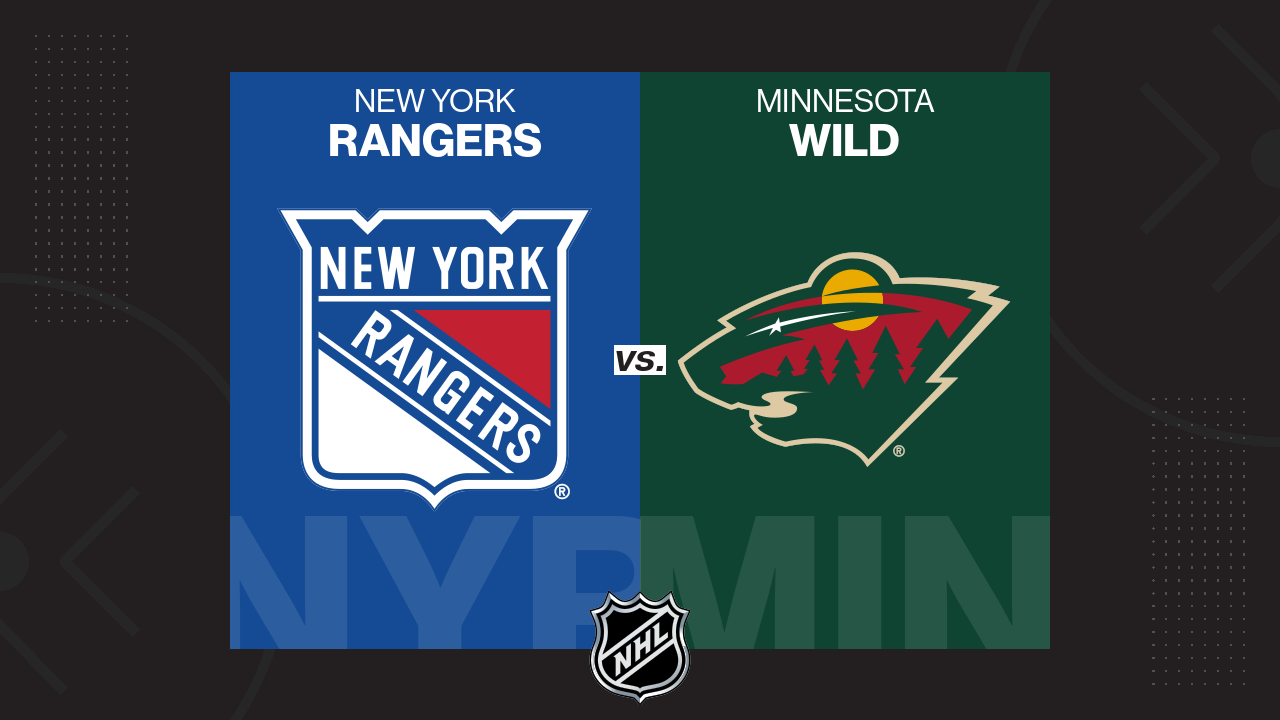 NEW YORK
RANGERS
MINNESOTA
WILD
NEW YORK
RANGERS
®
vs.
®
NYR
MIN
NHL